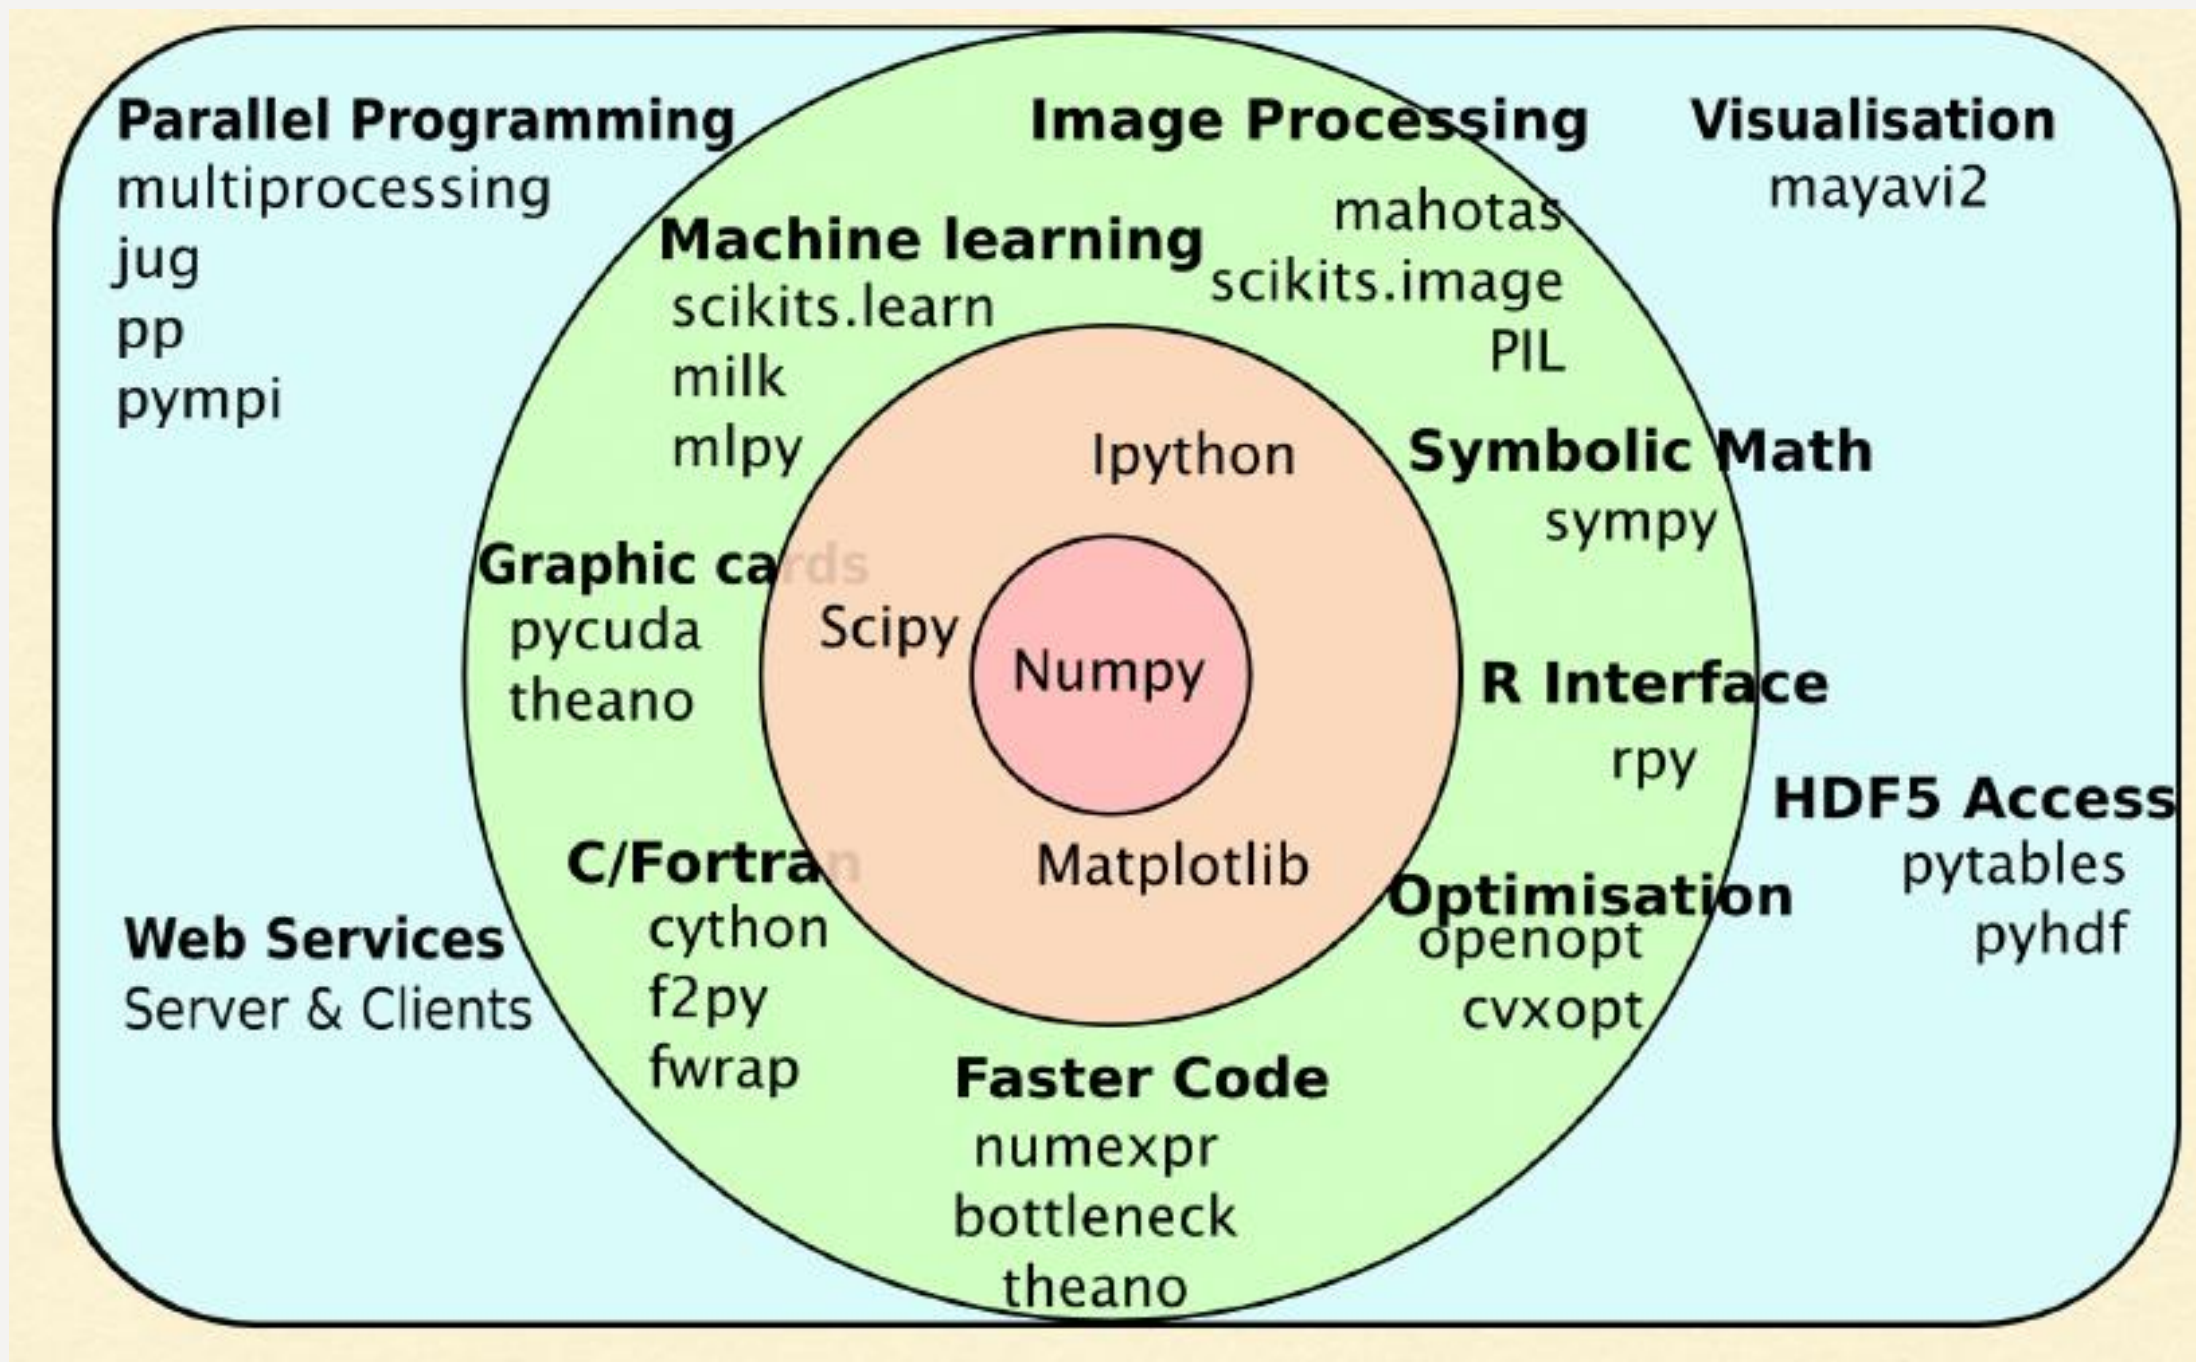 Parallel Programming
multiprocessing
jug
pp
pympi
Image Processing
mahotas
scikits.image
PIL
Visualisation
mayavi2
Machine learning
scikits.learn
milk
mlpy
Ipython
Symbolic Math
sympy
Graphic cards
pycuda
theano
Scipy
Numpy
R Interface
rpy
HDF5 Access
pytables
pyhdf
C/Fortran
cython
f2py
fwrap
Matplotlib
Optimisation
openopt
cvxopt
Web Services
Server & Clients
Faster Code
numexpr
bottleneck
theano